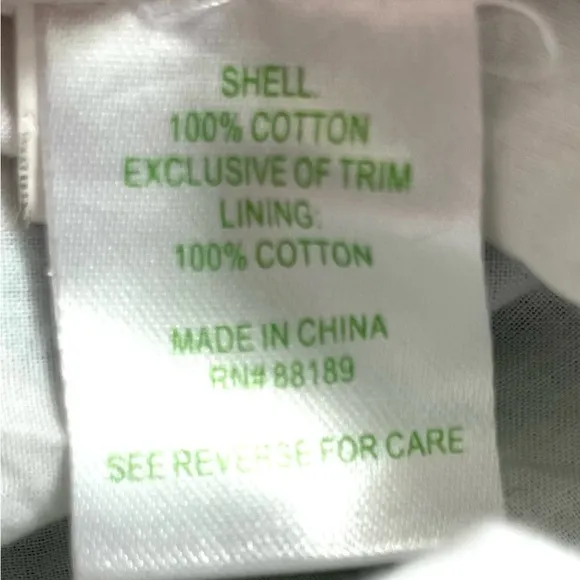 SHELL:
100% COTTON
EXCLUSIVE OF TRIM
LINING:
100% COTTON
MADE IN CHINA
RN# 88189
SEE REVERSE FOR CARE